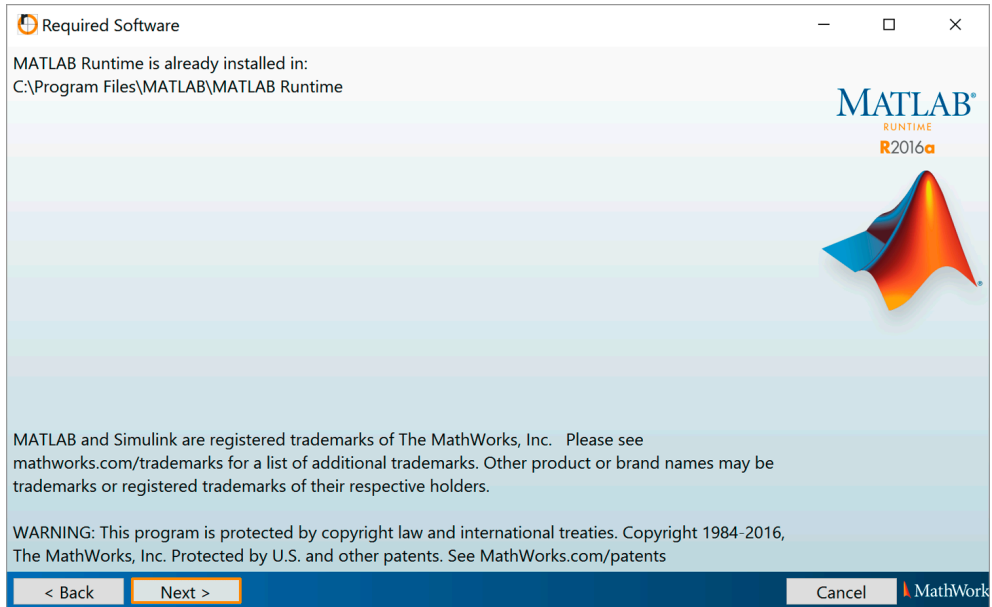 Required Software
MATLAB Runtime is already installed in:
C:\Program Files\MATLAB\MATLAB Runtime
MATLAB®
RUNTIME
R2016a
®
MATLAB and Simulink are registered trademarks of The MathWorks, Inc.   Please see
mathworks.com/trademarks for a list of additional trademarks. Other product or brand names may be
trademarks or registered trademarks of their respective holders.
WARNING: This program is protected by copyright law and international treaties. Copyright 1984-2016,
The MathWorks, Inc. Protected by U.S. and other patents. See MathWorks.com/patents
< Back
Next >
Cancel
MathWork